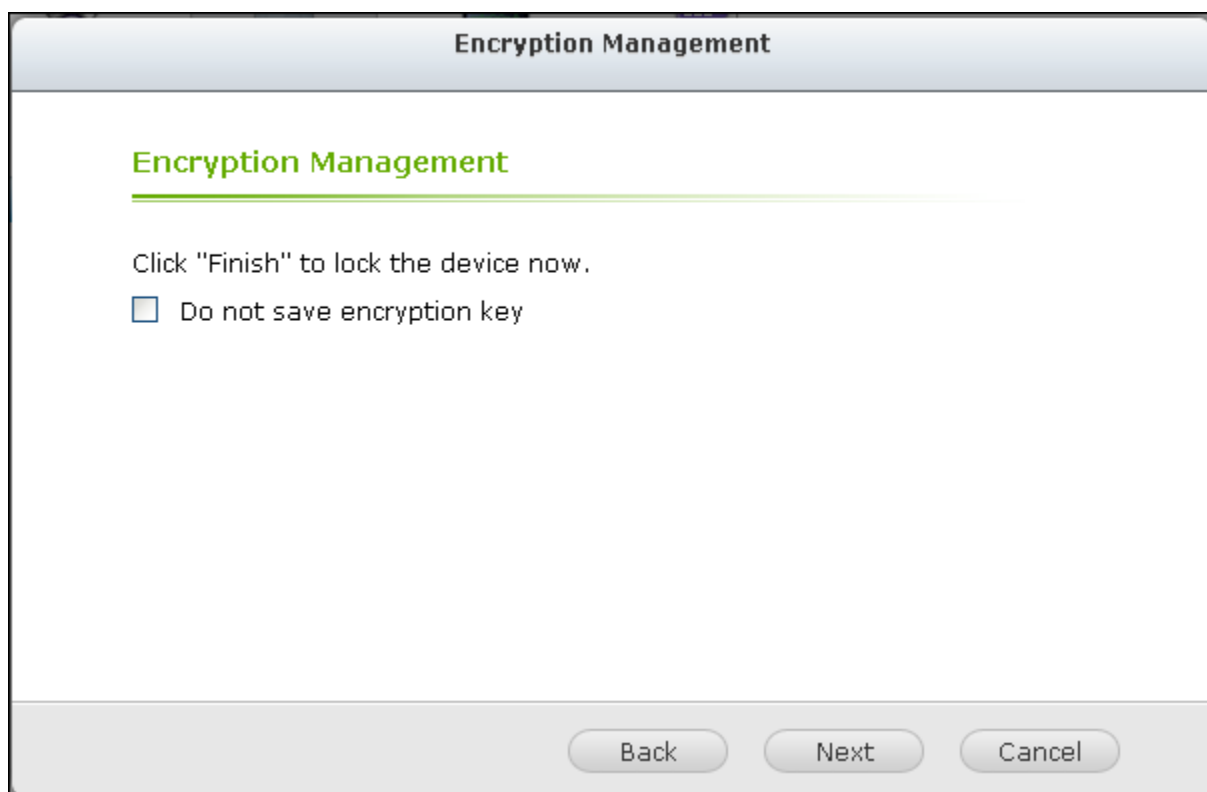 Encryption Management
Encryption Management
Click "Finish" to lock the device now.
Do not save encryption key
Back Next Cancel